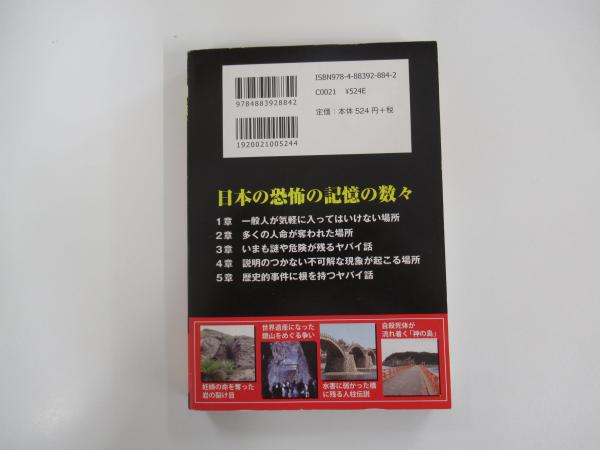 ISBN978-4-88392-884-2
C0021 ¥524E
定価:本体524円+税
9784883928842
1920021005244
日本の恐怖の記憶の数々
1章 一般人が気軽に入ってはいけない場所
2章 多くの人命が奪われた場所
3章 いまも謎や危険が残るヤバイ話
4章 説明のつかない不可解な現象が起こる場所
5章 歴史的事件に根を持つヤバイ話
妊婦の命を奪った
岩の裂け目
世界遺産になった
銀山をめぐる争い
水害に弱かった橋
に残る人柱伝説
自殺死体が
流れ着く「神の島」